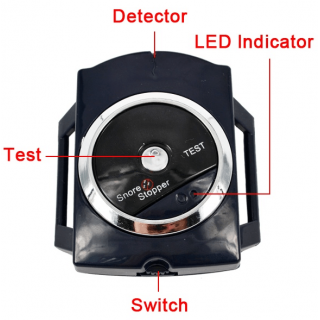 Detector
LED Indicator
Test
TEST
Snore
Stopper
Switch